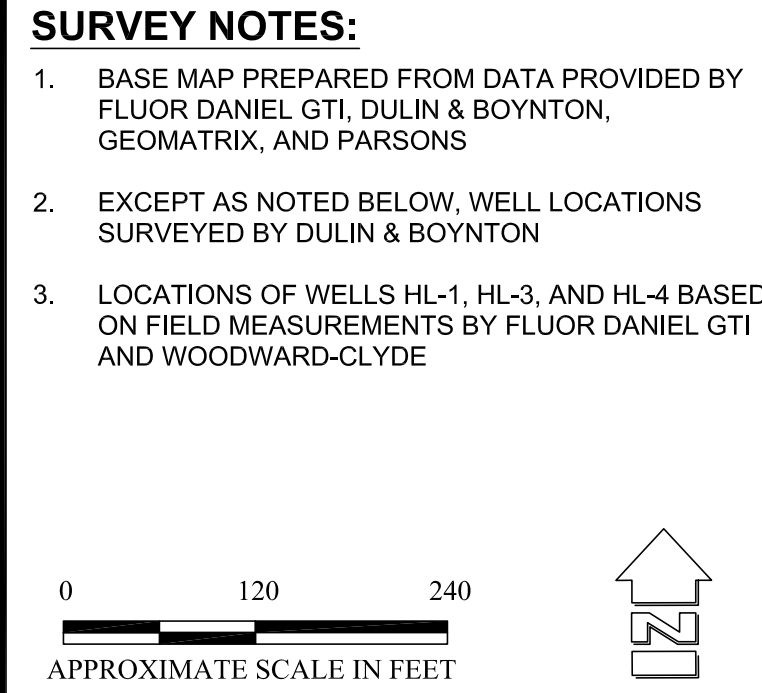 SURVEY NOTES:
1. BASE MAP PREPARED FROM DATA PROVIDED BY
FLUOR DANIEL GTI, DULIN & BOYNTON,
GEOMATRIX, AND PARSONS
2. EXCEPT AS NOTED BELOW, WELL LOCATIONS
SURVEYED BY DULIN & BOYNTON
3. LOCATIONS OF WELLS HL-1, HL-3, AND HL-4 BASED
ON FIELD MEASUREMENTS BY FLUOR DANIEL GTI
AND WOODWARD-CLYDE
0 120 240
APPROXIMATE SCALE IN FEET
N